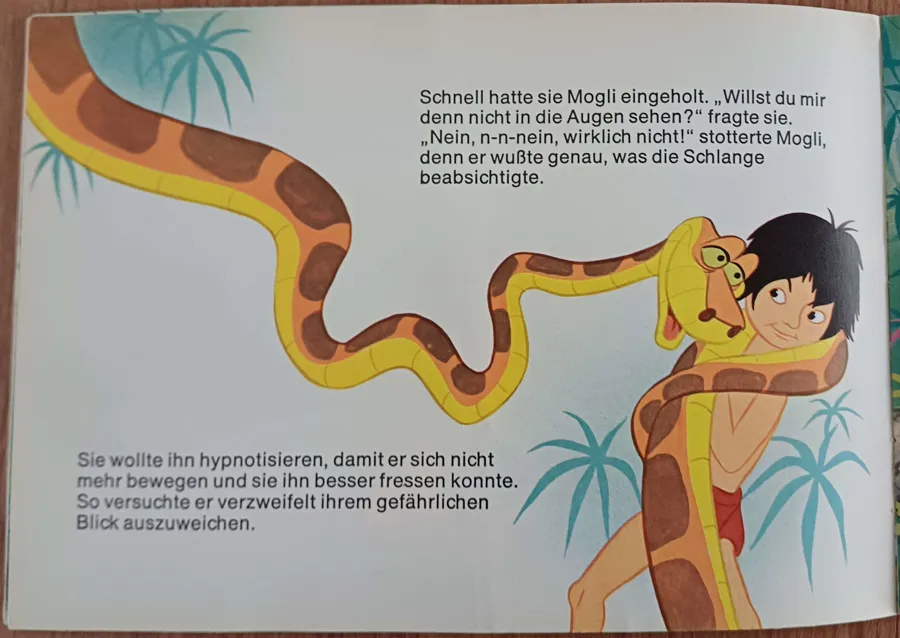 Schnell hatte sie Mogli eingeholt. „Willst du mir
denn nicht in die Augen sehen?“ fragte sie.
„Nein, n-n-nein, wirklich nicht!“ stotterte Mogli,
denn er wußte genau, was die Schlange
beabsichtigte.
Sie wollte ihn hypnotisieren, damit er sich nicht
mehr bewegen und sie ihn besser fressen konnte.
So versuchte er verzweifelt ihrem gefährlichen
Blick auszuweichen.